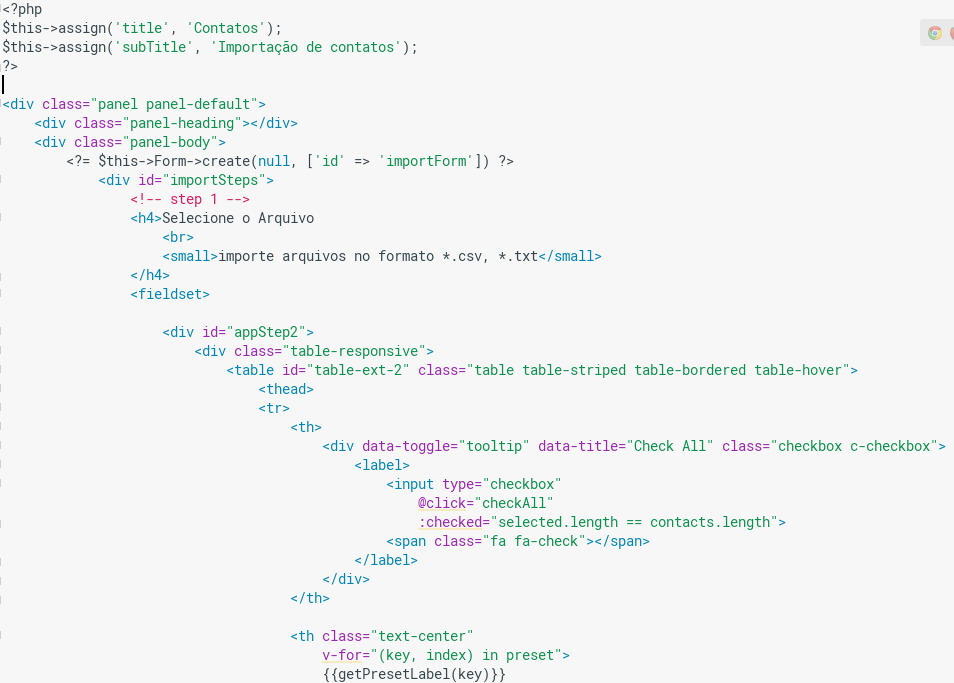 <?php
$this->assign('title', 'Contatos');
$this->assign('subTitle', 'Importação de contatos');
?>
<div class="panel panel-default">
<div class="panel-heading"></div>
<div class="panel-body">
<?= $this->Form->create(null, ['id' => 'importForm']) ?>
<div id="importSteps">
<!-- step 1 -->
<h4>Selecione o Arquivo
<br>
<small>importe arquivos no formato *.csv, *.txt</small>
</h4>
<fieldset>
<div id="appStep2">
<div class="table-responsive">
<table id="table-ext-2" class="table table-striped table-bordered table-hover">
<thead>
<tr>
<th>
<div data-toggle="tooltip" data-title="Check All" class="checkbox c-checkbox">
<label>
<input type="checkbox"
@click="checkAll"
:checked="selected.length == contacts.length">
<span class="fa fa-check"></span>
</label>
</div>
</th>
<th class="text-center"
v-for="(key, index) in preset">
{{getPresetLabel(key)}}